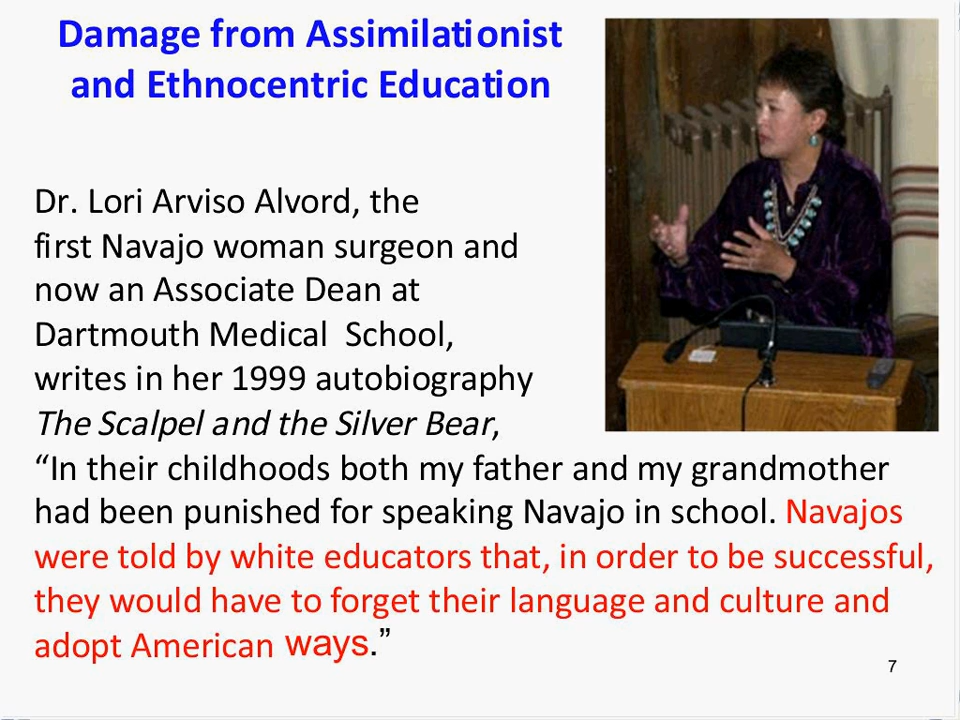 Damage from Assimilationist
and Ethnocentric Education
Dr. Lori Arviso Alvord, the
first Navajo woman surgeon and
now an Associate Dean at
Dartmouth Medical  School,
writes in her 1999 autobiography
The Scalpel and the Silver Bear,
“In their childhoods both my father and my grandmother
had been punished for speaking Navajo in school. Navajos
were told by white educators that, in order to be successful,
they would have to forget their language and culture and
adopt American ways.”
7